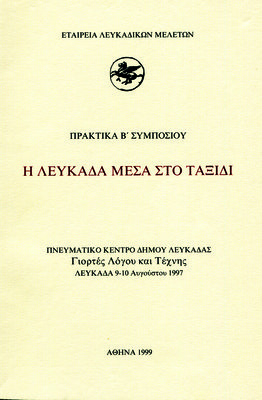 ΕΤΑΙΡΕΙΑ ΛΕΥΚΑΔΙΚΩΝ ΜΕΛΕΤΩΝ
ΠΡΑΚΤΙΚΑ Β΄ ΣΥΜΠΟΣΙΟΥ
Η ΛΕΥΚΑΔΑ ΜΕΣΑ ΣΤΟ ΤΑΞΙΔΙ
ΠΝΕΥΜΑΤΙΚΟ ΚΕΝΤΡΟ ΔΗΜΟΥ ΛΕΥΚΑΔΑΣ
Γιορτές Λόγου και Τέχνης
ΛΕΥΚΑΔΑ 9-10 Αυγούστου 1997
ΑΘΗΝΑ 1999